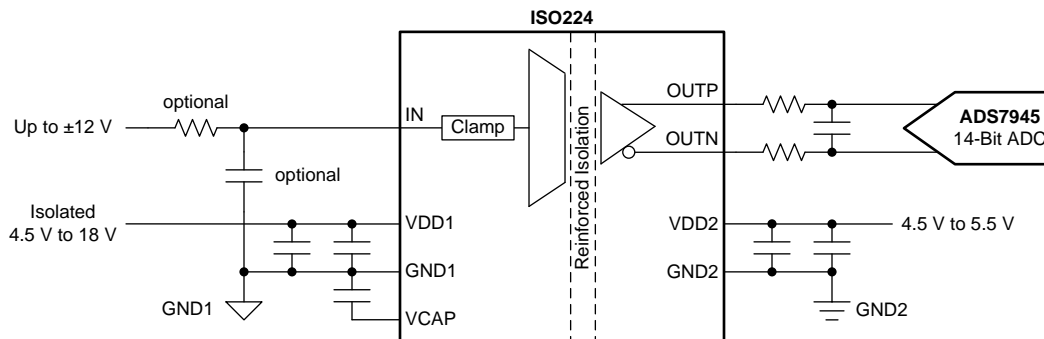 ISO224
optional
IN
Up to ±12 V
Clamp
optional
Isolated
4.5 V to 18 V
VDD1
GND1
GND1
VCAP
Reinforced Isolation
OUTP
OUTN
ADS7945
14-Bit ADC
VDD2
4.5 V to 5.5 V
GND2
GND2